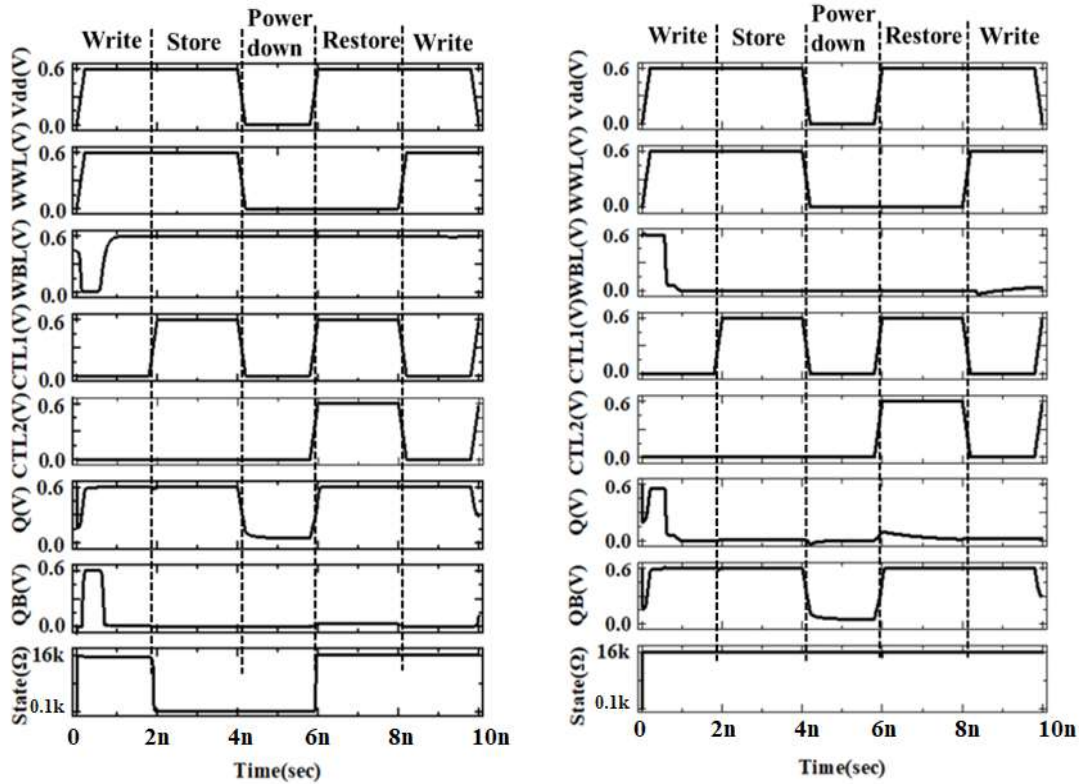 Write Store Power down Restore Write
0.6 0.0 Vdd(V)
0.6 0.0 WWL(V)
0.6 0.0 WBL(V)
0.6 0.0 CTL1(V)
0.6 0.0 CTL2(V)
0.6 0.0 Q(V)
0.6 0.0 QB(V)
16k 0.1k State(Ω)
0 2n 4n 6n 8n 10n
Time(sec)
Write Store Power down Restore Write
0.6 0.0 Vdd(V)
0.6 0.0 WWL(V)
0.6 0.0 WBL(V)
0.6 0.0 CTL1(V)
0.6 0.0 CTL2(V)
0.6 0.0 Q(V)
0.6 0.0 QB(V)
16k 0.1k State(Ω)
0 2n 4n 6n 8n 10n
Time(sec)